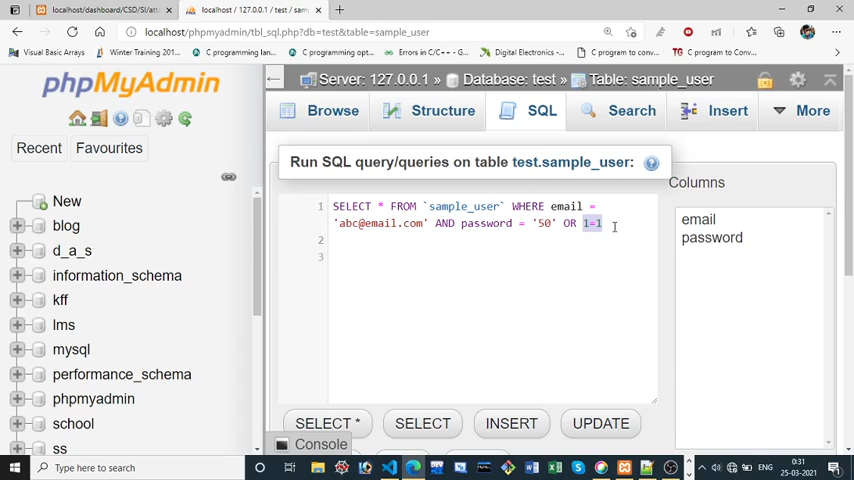 localhost/dashboard/CSD/SI/att
localhost / 127.0.0.1 / test / sam
localhost/phpmyadmin/tbl_sql.php?db=test&table=sample_user
Visual Basic Arrays
Winter Training 201...
C programming lan...
C programming opt...
Errors in C/C++ - G...
Digital Electronics -...
C program to conv...
C program to Conv...
phpMyAdmin
Server: 127.0.0.1 » Database: test » Table: sample_user
Browse
Structure
SQL
Search
Insert
More
Recent
Favourites
Run SQL query/queries on table test.sample_user:
Columns
New
blog
d_a_s
information_schema
kff
lms
mysql
performance_schema
phpmyadmin
school
ss
1 SELECT * FROM `sample_user` WHERE email =
'abc@email.com' AND password = '50' OR 1=1
2
3
email
password
SELECT *
SELECT
INSERT
UPDATE
Console
Type here to search
ENG
0:31
25-03-2021